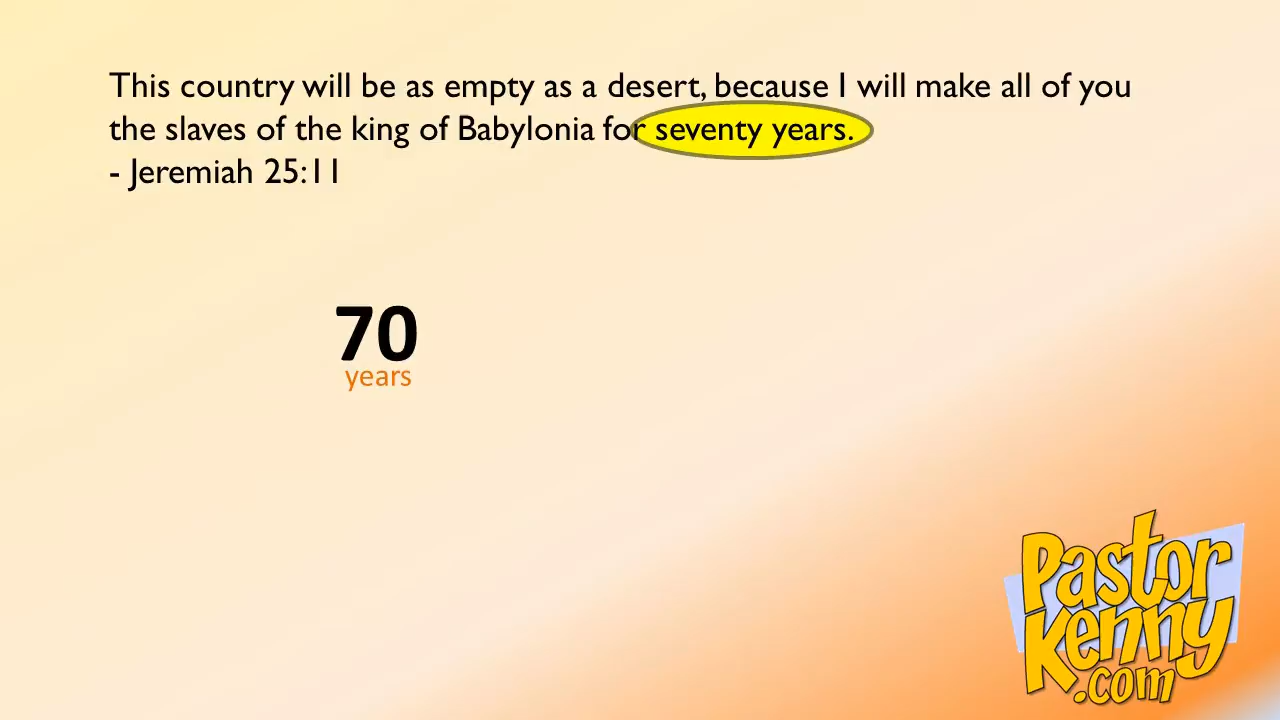 This country will be as empty as a desert, because I will make all of you
the slaves of the king of Babylonia for seventy years.
- Jeremiah 25:11
70
years
Pastor
Kenny
.com